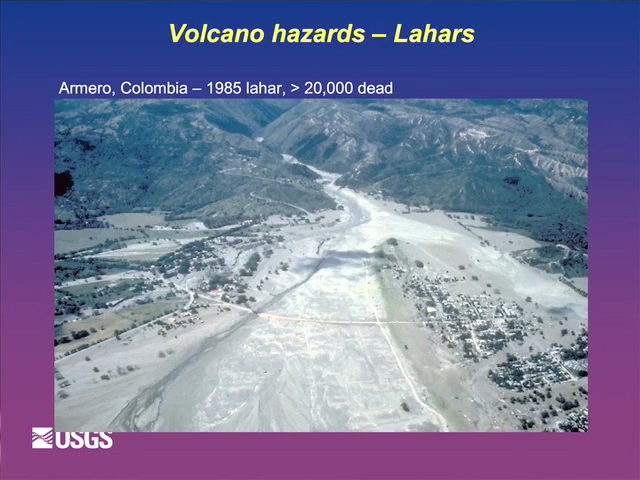 Volcano hazards – Lahars
Armero, Colombia – 1985 lahar, > 20,000 dead
USGS